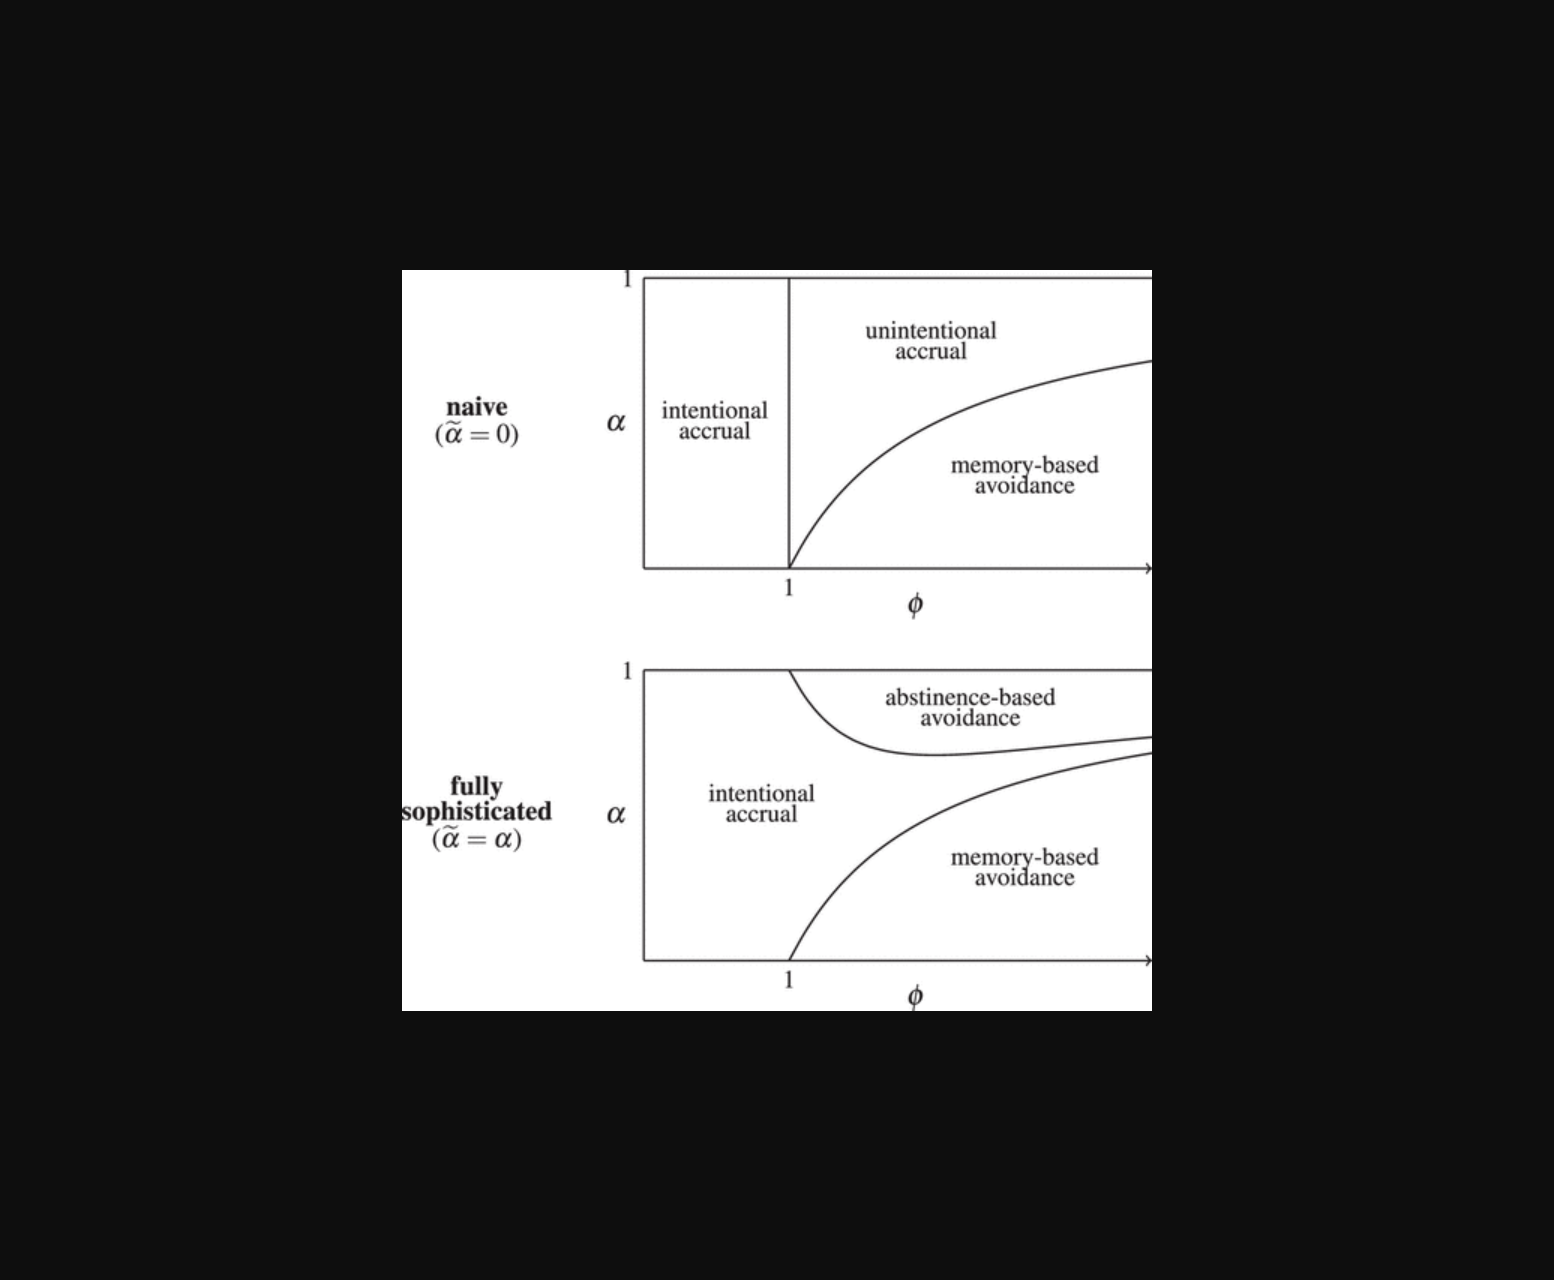 1
unintentional
accrual
naive
(α̃ = 0)
α
intentional
accrual
memory-based
avoidance
1
ϕ
1
abstinence-based
avoidance
fully
sophisticated
(α̃ = α)
α
intentional
accrual
memory-based
avoidance
1
ϕ